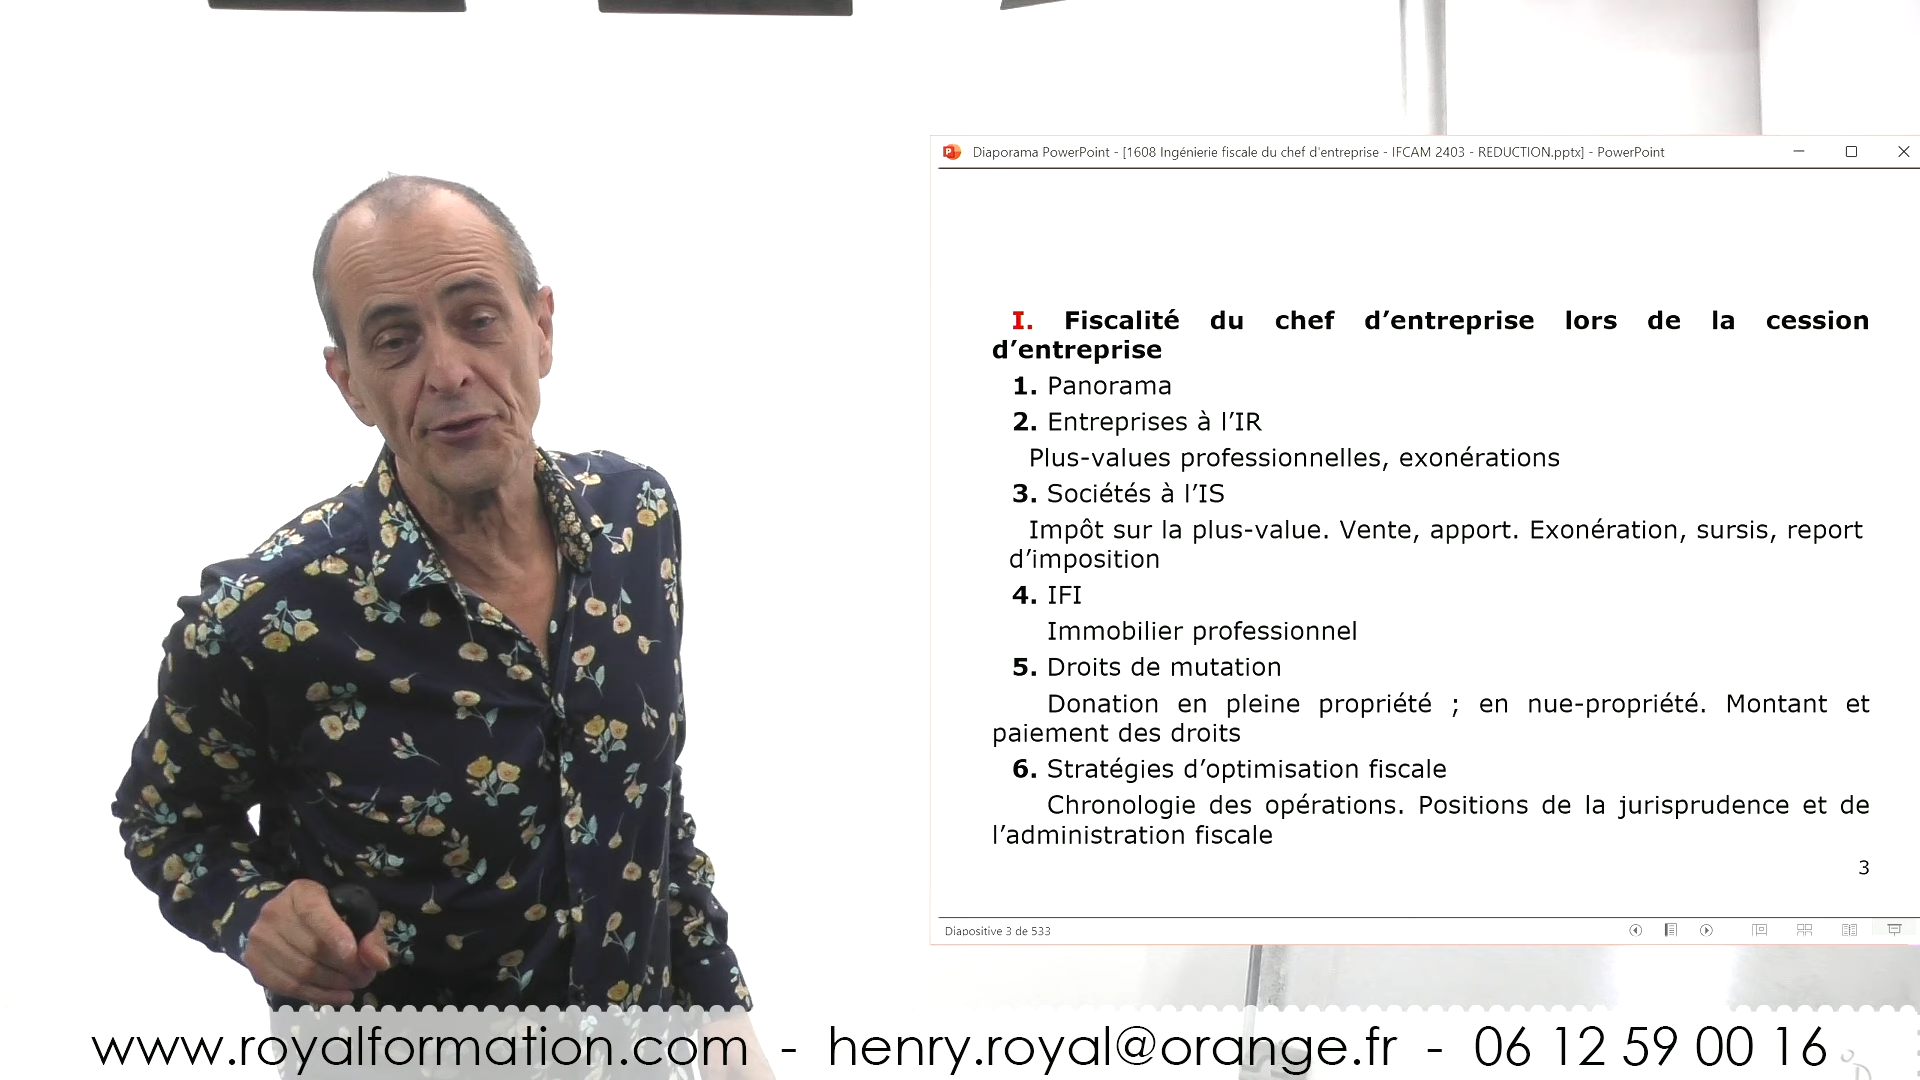 Diaporama PowerPoint - [1608 Ingénierie fiscale du chef d'entreprise - IFCAM 2403 - REDUCTION.pptx] - PowerPoint
I. Fiscalité du chef d’entreprise lors de la cession
d’entreprise
1. Panorama
2. Entreprises à l’IR
Plus-values professionnelles, exonérations
3. Sociétés à l’IS
Impôt sur la plus-value. Vente, apport. Exonération, sursis, report
d’imposition
4. IFI
Immobilier professionnel
5. Droits de mutation
Donation en pleine propriété ; en nue-propriété. Montant et
paiement des droits
6. Stratégies d’optimisation fiscale
Chronologie des opérations. Positions de la jurisprudence et de
l’administration fiscale
3
Diapositive 3 de 533
www.royalformation.com - henry.royal@orange.fr - 06 12 59 00 16